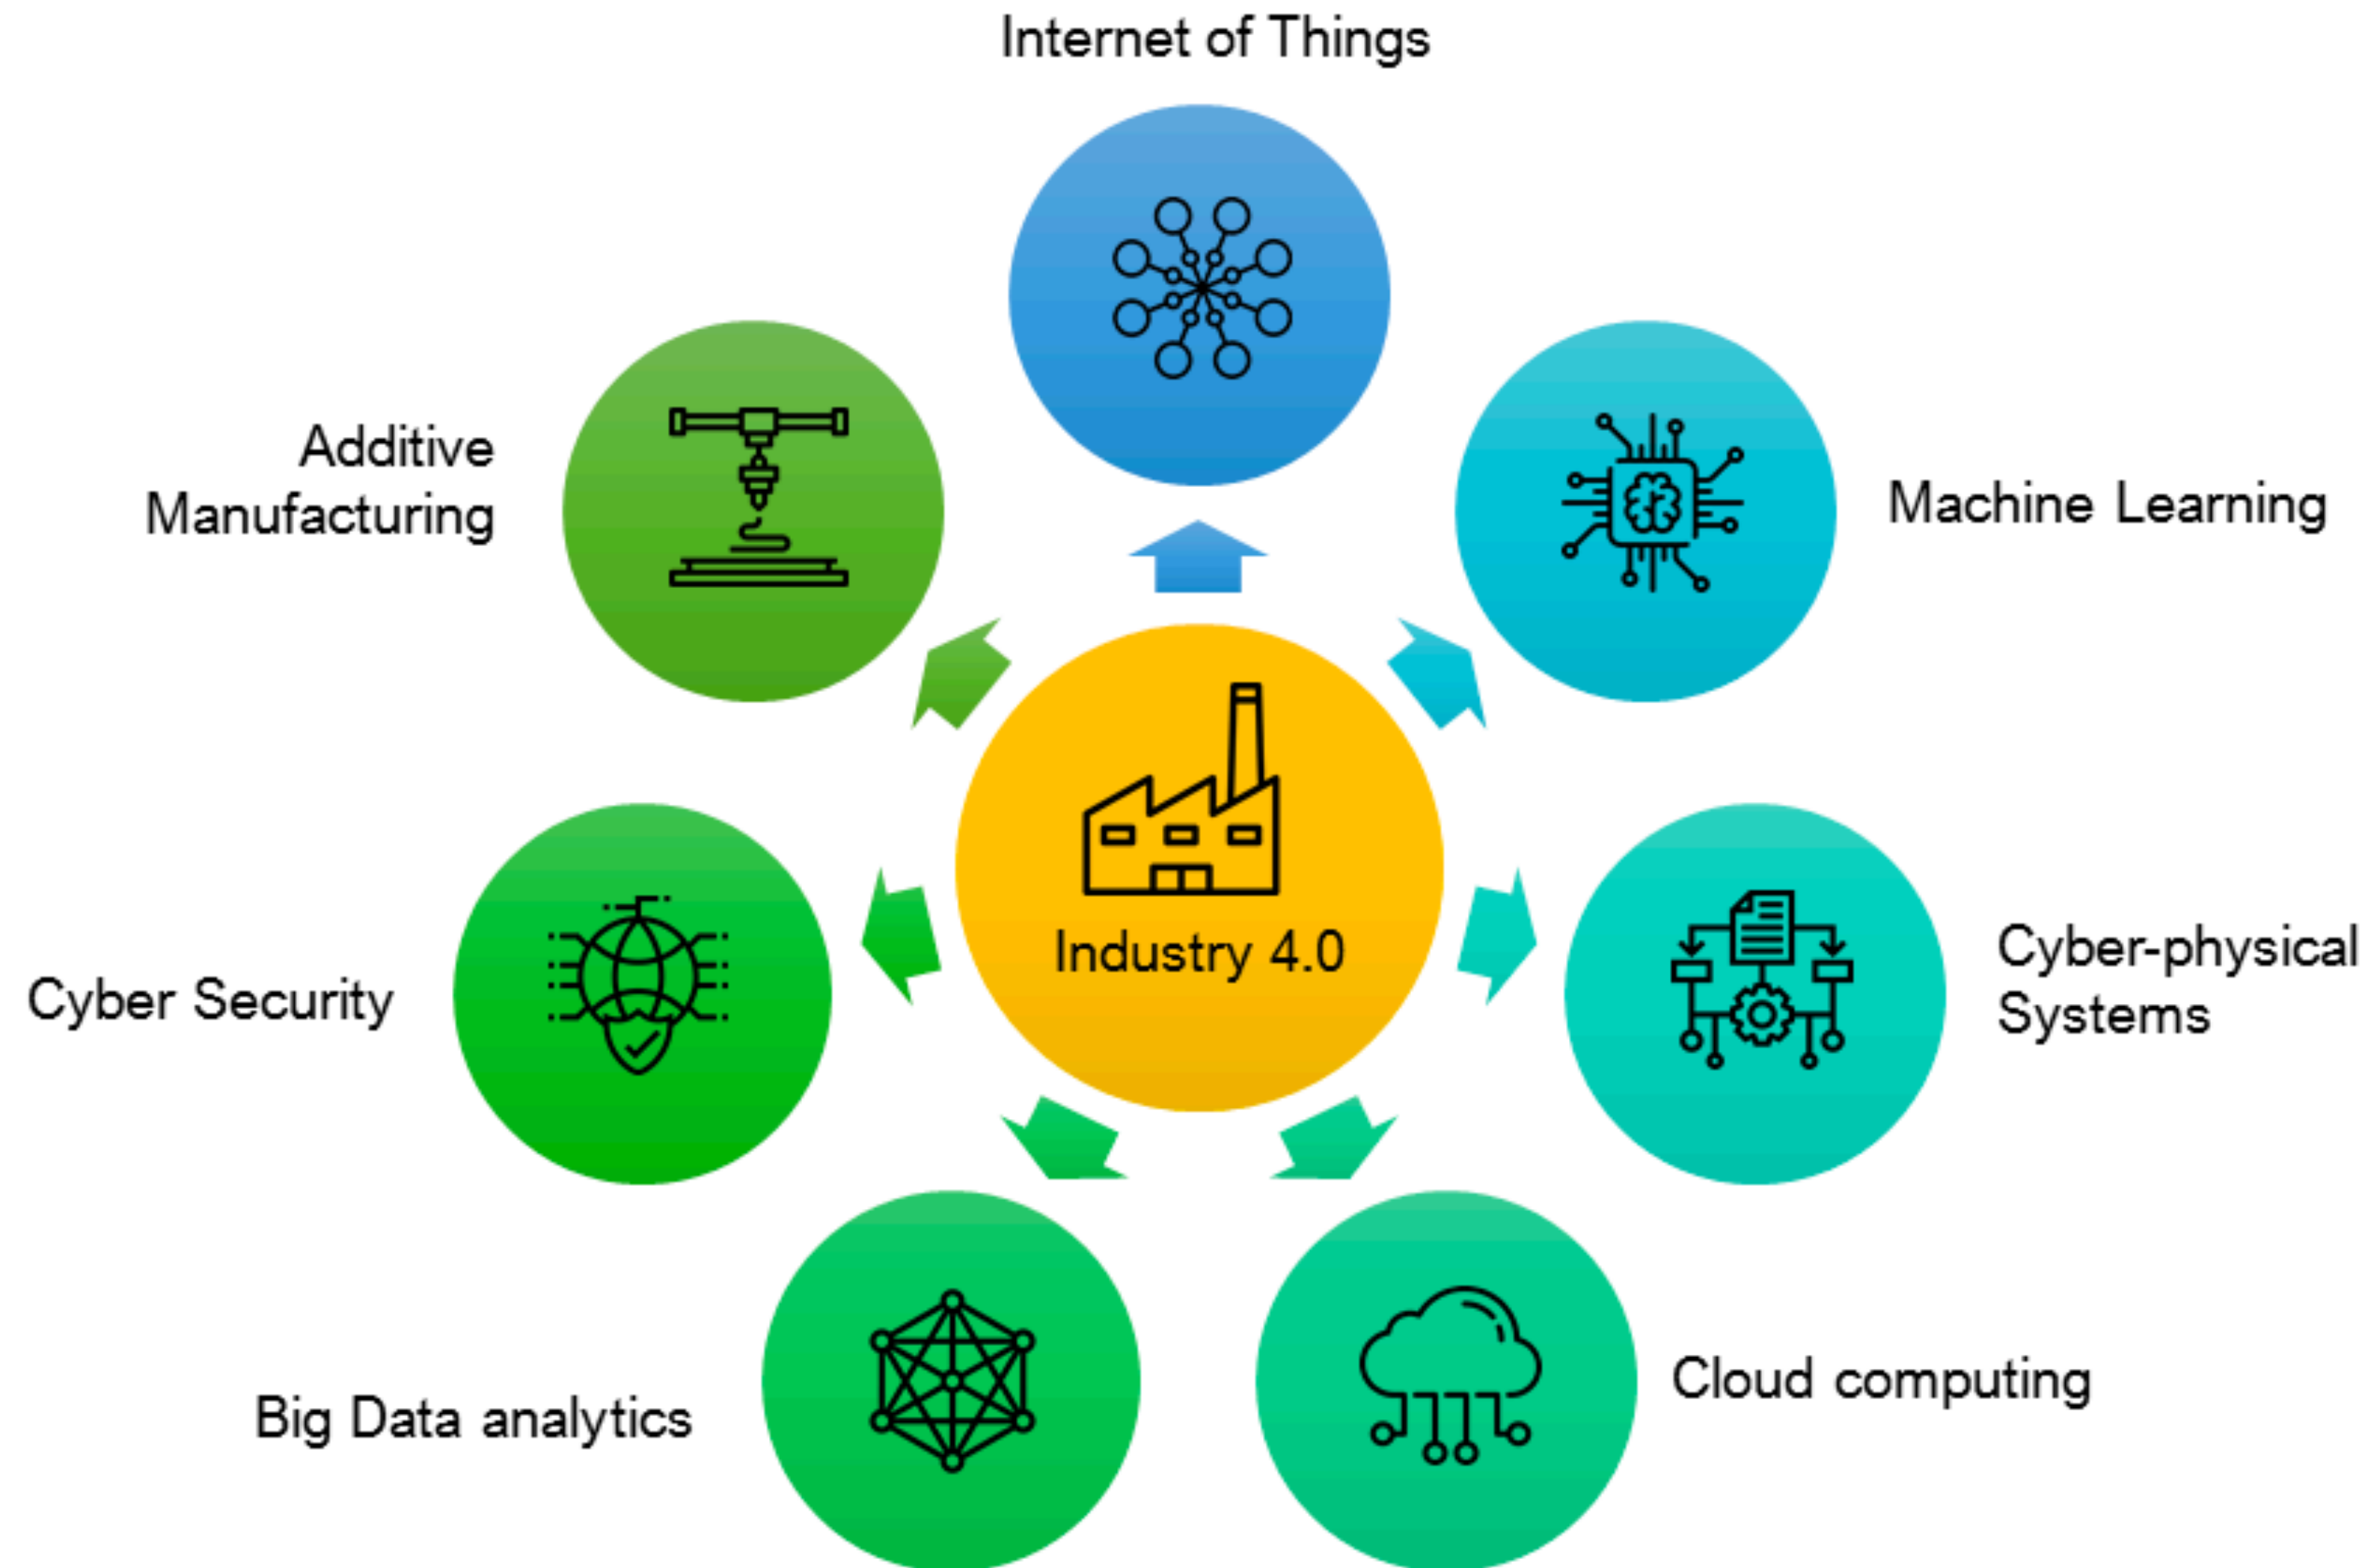 Internet of Things
Additive
Manufacturing
Machine Learning
Industry 4.0
Cyber Security
Cyber-physical
Systems
Big Data analytics
Cloud computing